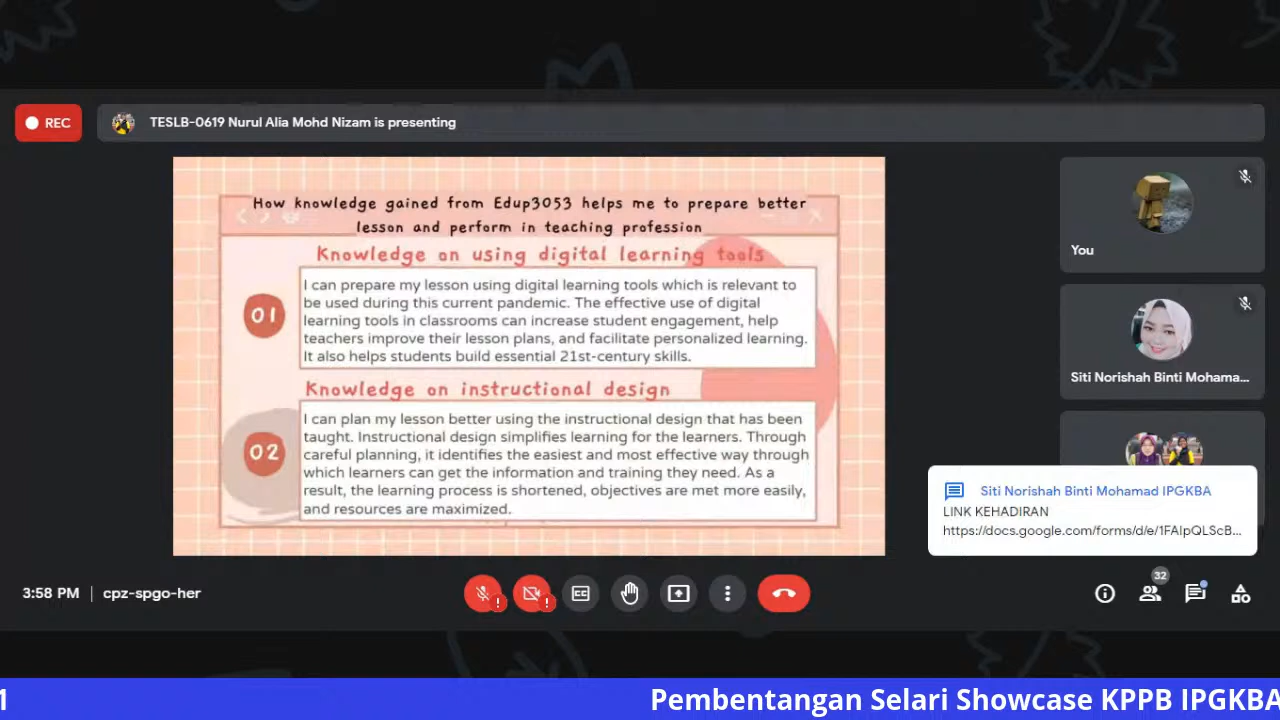 REC
TESLB-0619 Nurul Alia Mohd Nizam is presenting
How knowledge gained from Edup3053 helps me to prepare better
lesson and perform in teaching profession
Knowledge on using digital learning tools
01
I can prepare my lesson using digital learning tools which is relevant to
be used during this current pandemic. The effective use of digital
learning tools in classrooms can increase student engagement, help
teachers improve their lesson plans, and facilitate personalized learning.
It also helps students build essential 21st-century skills.
Knowledge on instructional design
02
I can plan my lesson better using the instructional design that has been
taught. Instructional design simplifies learning for the learners. Through
careful planning, it identifies the easiest and most effective way through
which learners can get the information and training they need. As a
result, the learning process is shortened, objectives are met more easily,
and resources are maximized.
You
Siti Norishah Binti Mohama...
Siti Norishah Binti Mohamad IPGKBA
LINK KEHADIRAN
https://docs.google.com/forms/d/e/1FAIpQLScB...
3:58 PM | cpz-spgo-her
CC
32
1
Pembentangan Selari Showcase KPPB IPGKBA